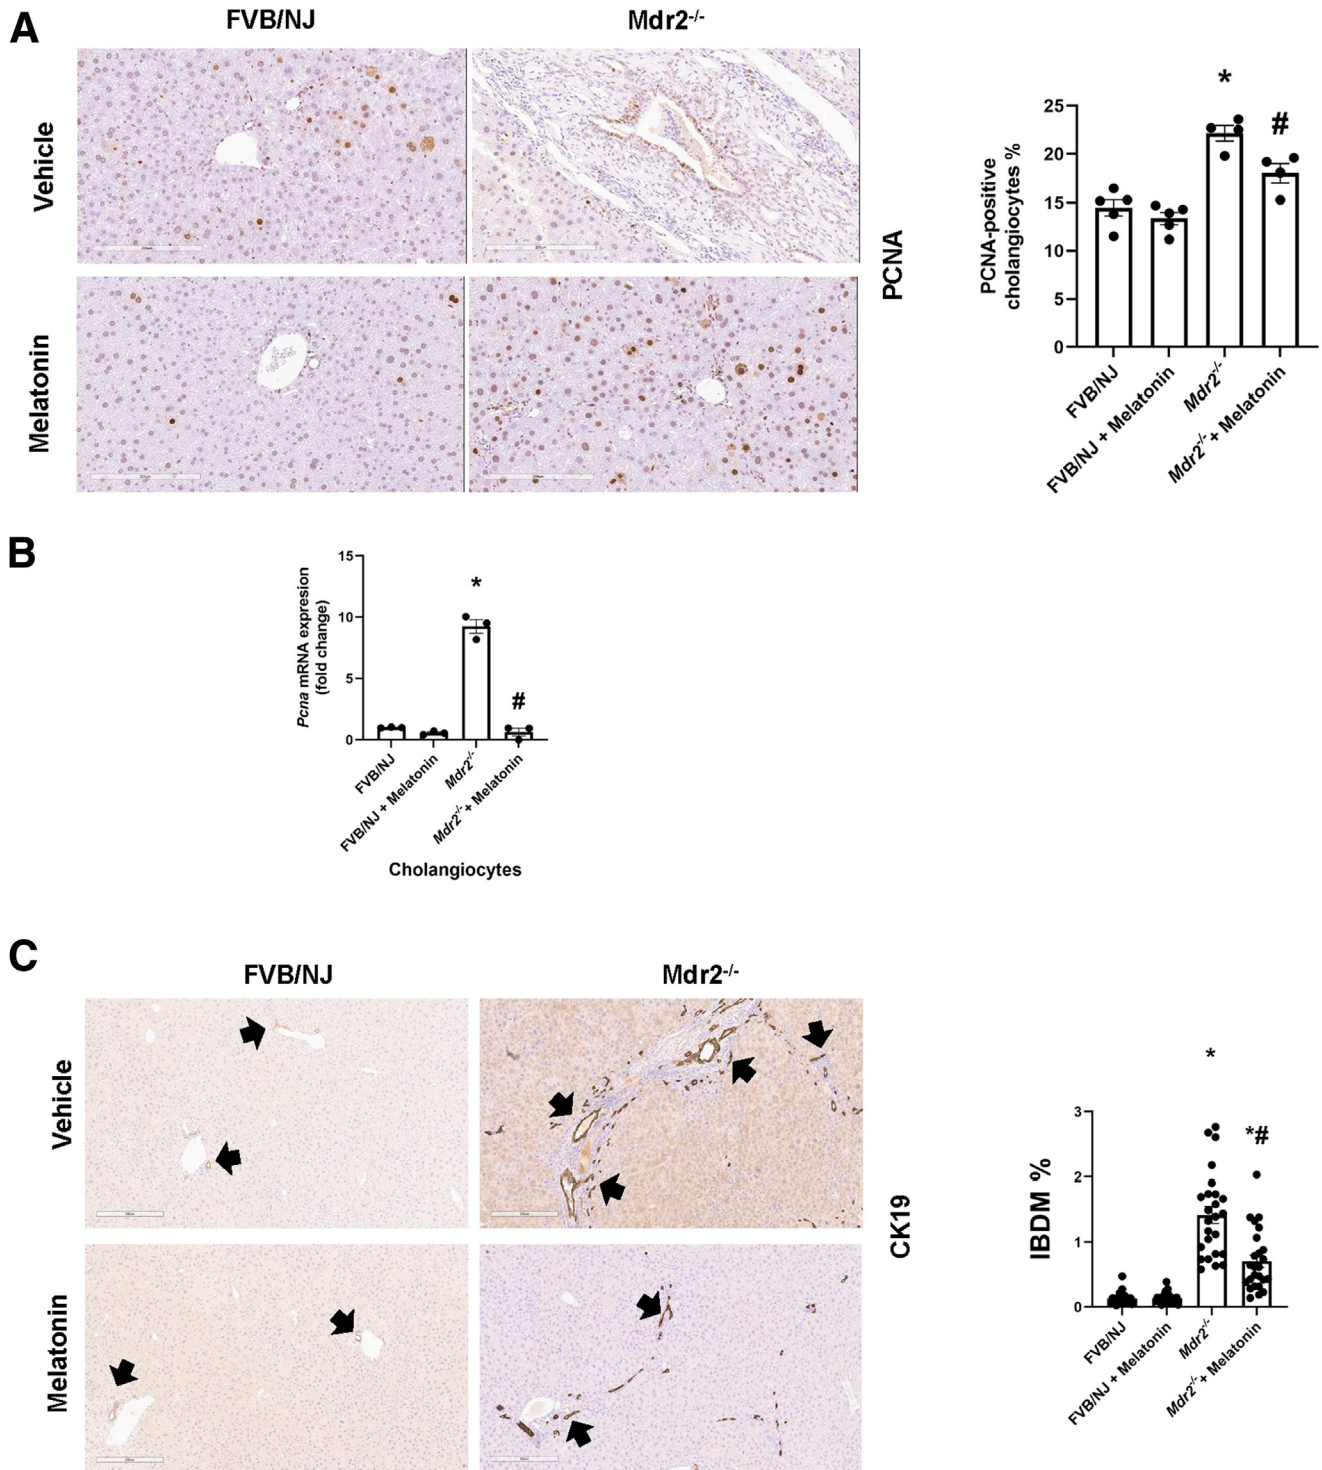 A
FVB/NJ
Mdr2-/-
Vehicle
Melatonin
PCNA
PCNA-positive
cholangiocytes %
25
20
15
10
5
0
*
#
FVB/NJ
FVB/NJ + Melatonin
Mdr2-/-
Mdr2-/- + Melatonin
B
Pcna mRNA expresion
(fold change)
15
10
5
0
*
#
FVB/NJ
FVB/NJ + Melatonin
Mdr2-/-
Mdr2-/- + Melatonin
Cholangiocytes
C
FVB/NJ
Mdr2-/-
Vehicle
Melatonin
CK19
IBDM %
3
2
1
0
*
*#
FVB/NJ
FVB/NJ + Melatonin
Mdr2-/-
Mdr2-/- + Melatonin